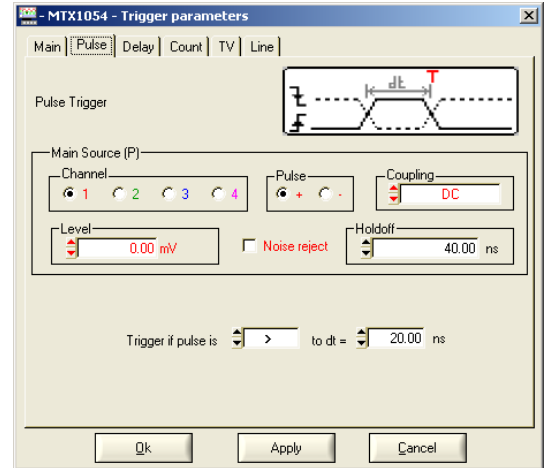 - MTX1054 - Trigger parameters
Main Pulse Delay Count TV Line
dt T
Pulse Trigger
Main Source (P)
Channel Pulse Coupling
1 2 3 4 + - DC
Level Holdoff
0.00 mV Noise reject 40.00 ns
Trigger if pulse is > to dt = 20.00 ns
Ok Apply Cancel